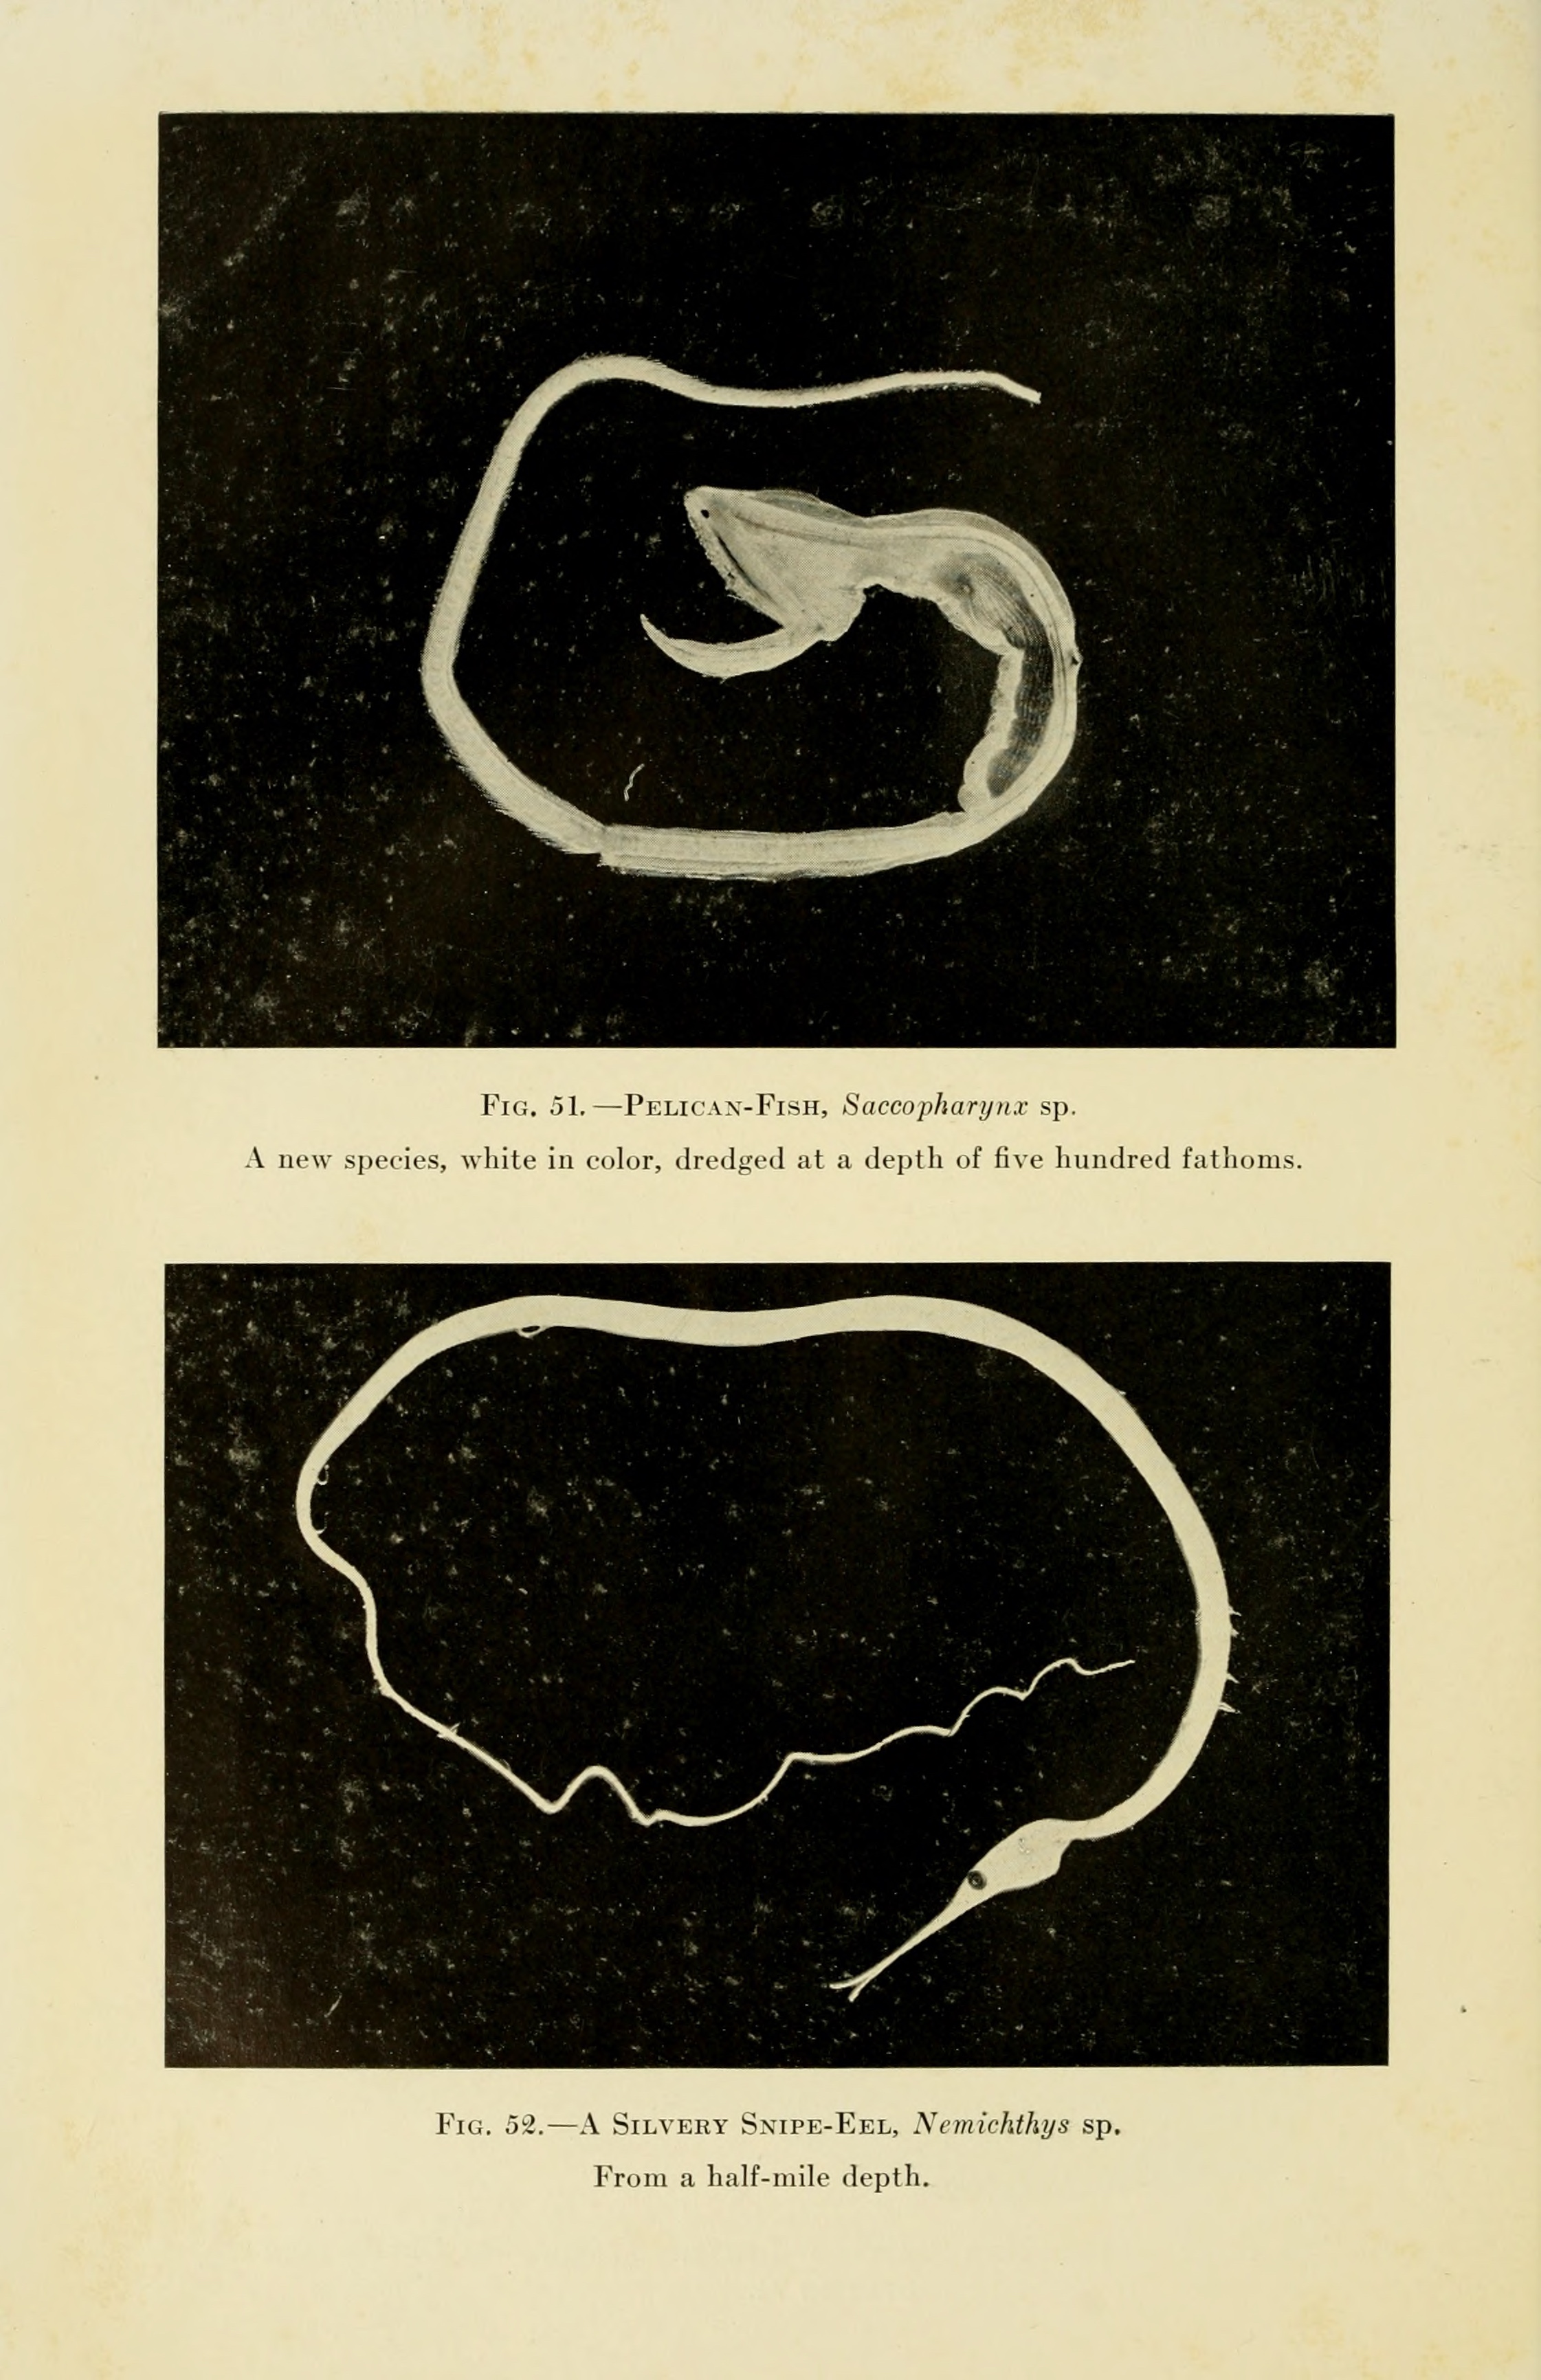 FIG. 51.—PELICAN-FISH, Saccopharynx sp.
A new species, white in color, dredged at a depth of five hundred fathoms.
FIG. 52.—A SILVERY SNIPE-EEL, Nemichthys sp.
From a half-mile depth.